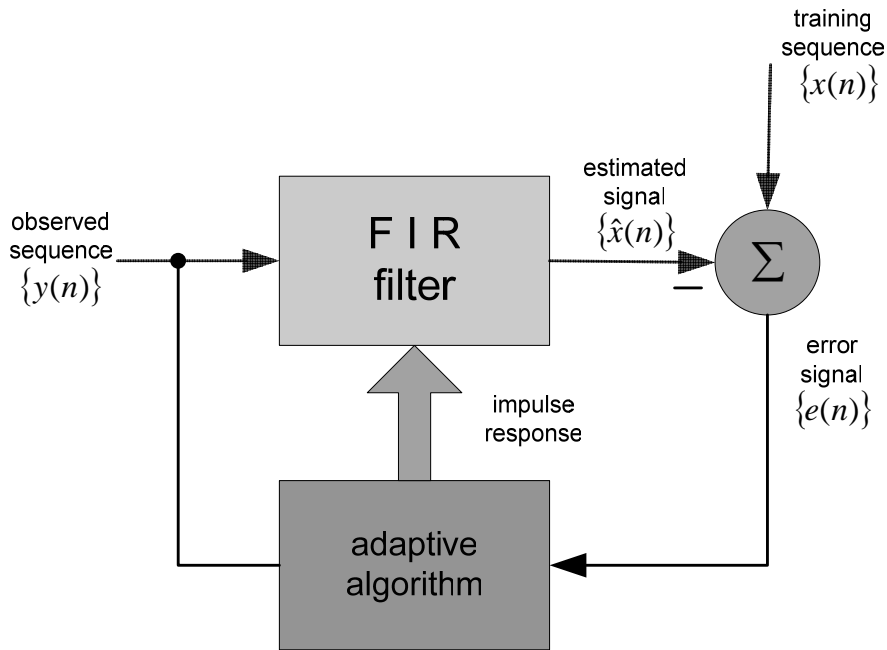 training
sequence
{x(n)}
estimated
signal
{x̂(n)}
observed
sequence
{y(n)}
F I R
filter
Σ
−
error
signal
{e(n)}
impulse
response
adaptive
algorithm